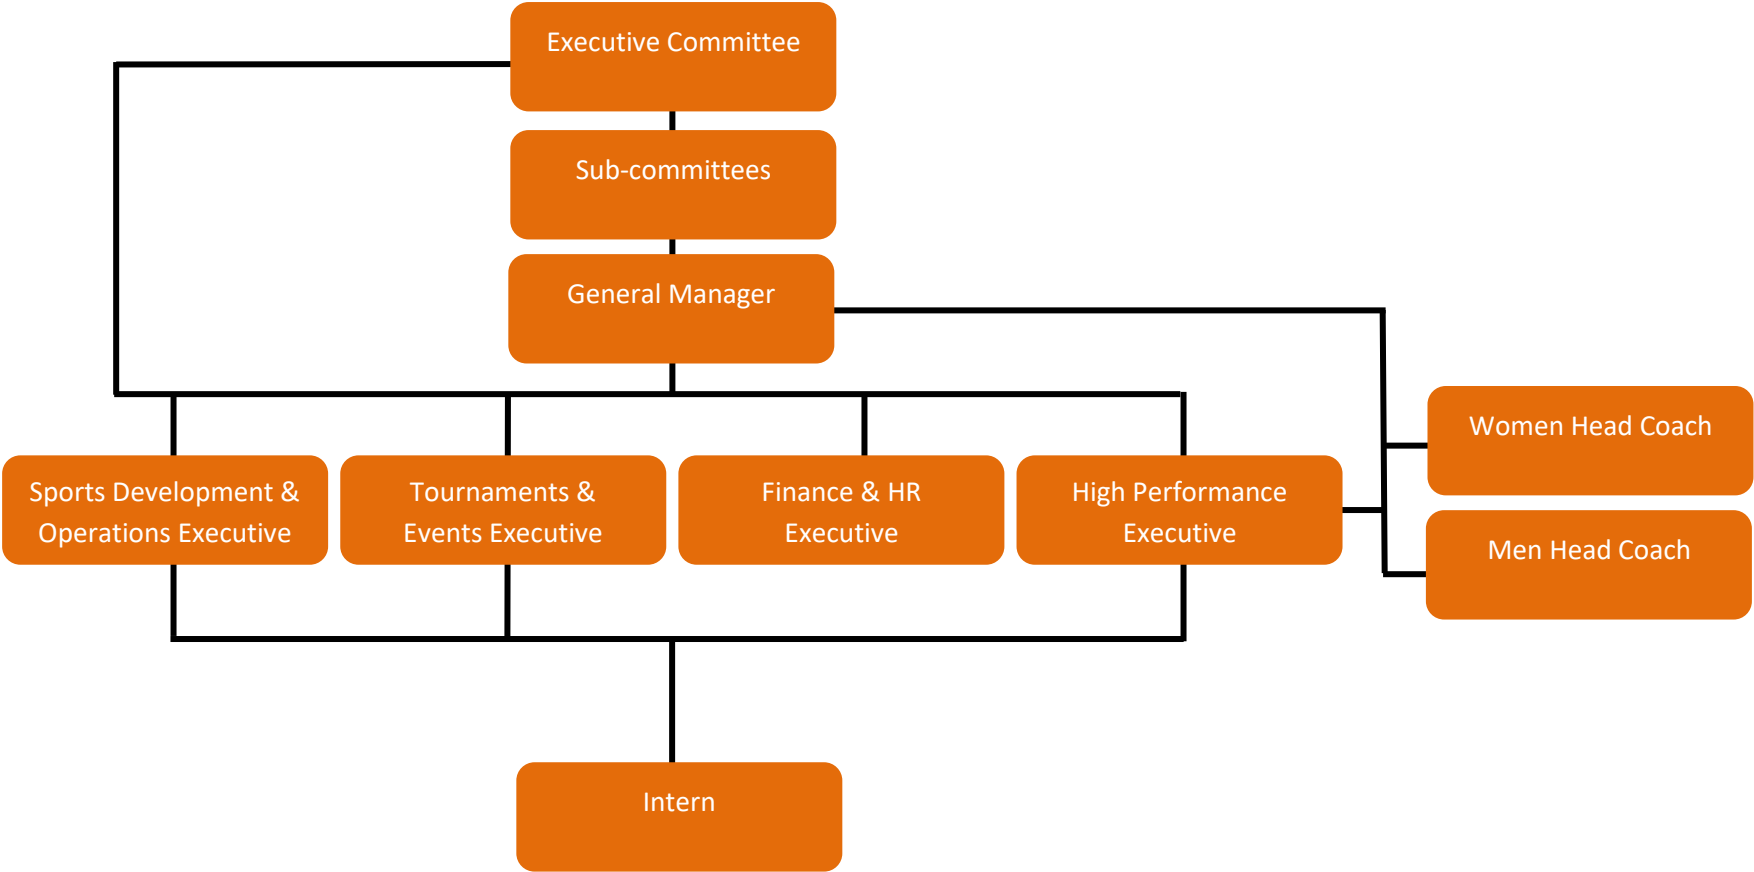 Executive Committee
Sub-committees
General Manager
Women Head Coach
Sports Development &
Operations Executive
Tournaments &
Events Executive
Finance & HR
Executive
High Performance
Executive
Men Head Coach
Intern